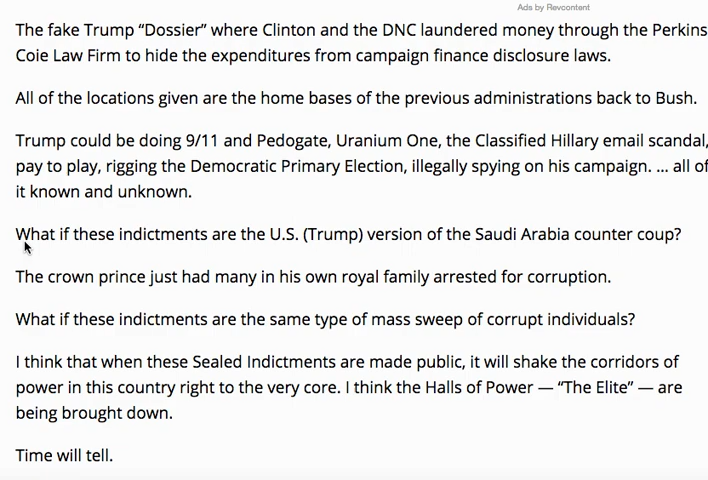 Ads by Revcontent
The fake Trump “Dossier” where Clinton and the DNC laundered money through the Perkins
Coie Law Firm to hide the expenditures from campaign finance disclosure laws.
All of the locations given are the home bases of the previous administrations back to Bush.
Trump could be doing 9/11 and Pedogate, Uranium One, the Classified Hillary email scandal,
pay to play, rigging the Democratic Primary Election, illegally spying on his campaign. ... all of
it known and unknown.
What if these indictments are the U.S. (Trump) version of the Saudi Arabia counter coup?
The crown prince just had many in his own royal family arrested for corruption.
What if these indictments are the same type of mass sweep of corrupt individuals?
I think that when these Sealed Indictments are made public, it will shake the corridors of
power in this country right to the very core. I think the Halls of Power — “The Elite” — are
being brought down.
Time will tell.